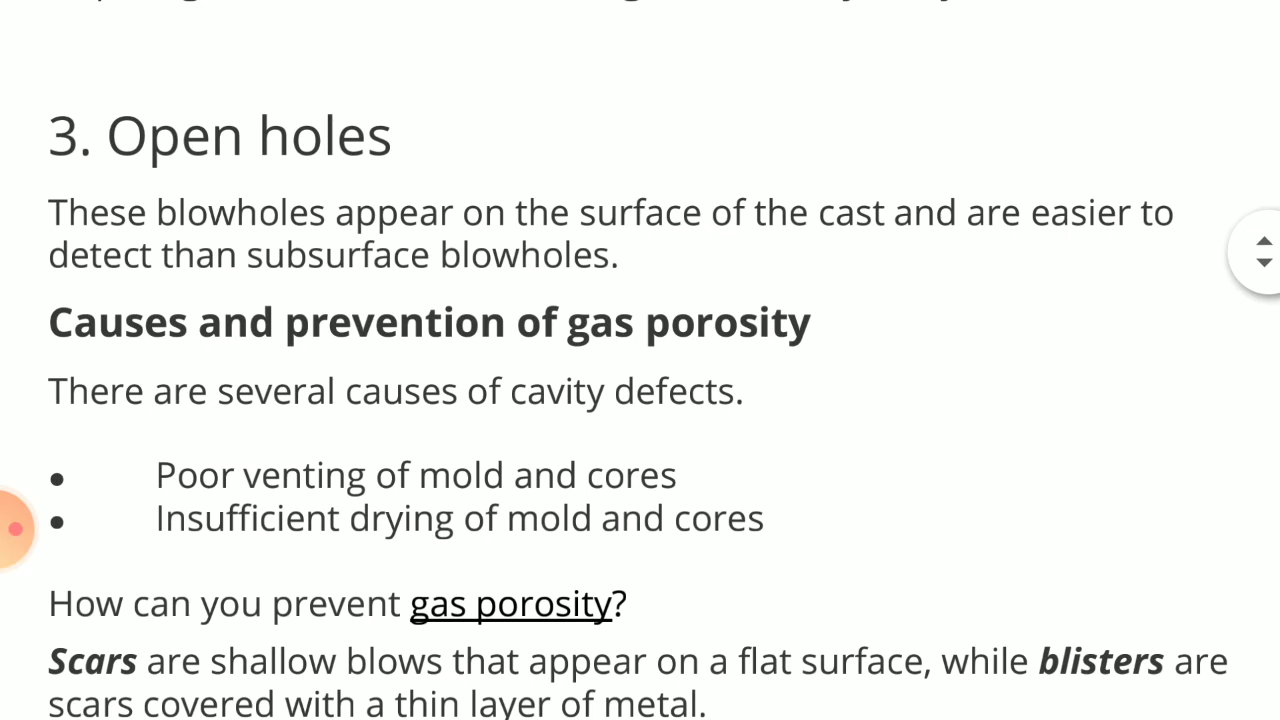 3. Open holes
These blowholes appear on the surface of the cast and are easier to
detect than subsurface blowholes.
Causes and prevention of gas porosity
There are several causes of cavity defects.
• Poor venting of mold and cores
• Insufficient drying of mold and cores
How can you prevent gas porosity?
Scars are shallow blows that appear on a flat surface, while blisters are
scars covered with a thin layer of metal.